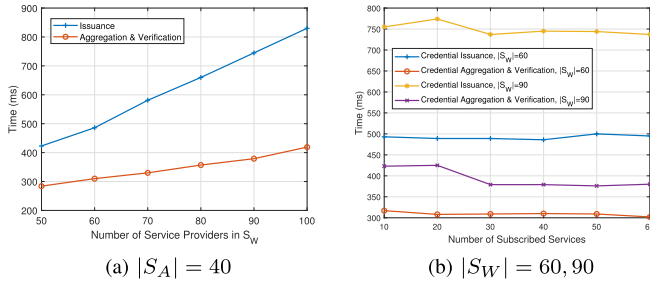 900
800
700
600
500
400
300
200
Time (ms)
Issuance
Aggregation & Verification
50 60 70 80 90 100
Number of Service Providers in S_W
(a) |S_A| = 40
800
750
700
650
600
550
500
450
400
350
300
Time (ms)
Credential Issuance, |S_W|=60
Credential Aggregation & Verification, |S_W|=60
Credential Issuance, |S_W|=90
Credential Aggregation & Verification, |S_W|=90
10 20 30 40 50 6
Number of Subscribed Services
(b) |S_W| = 60, 90